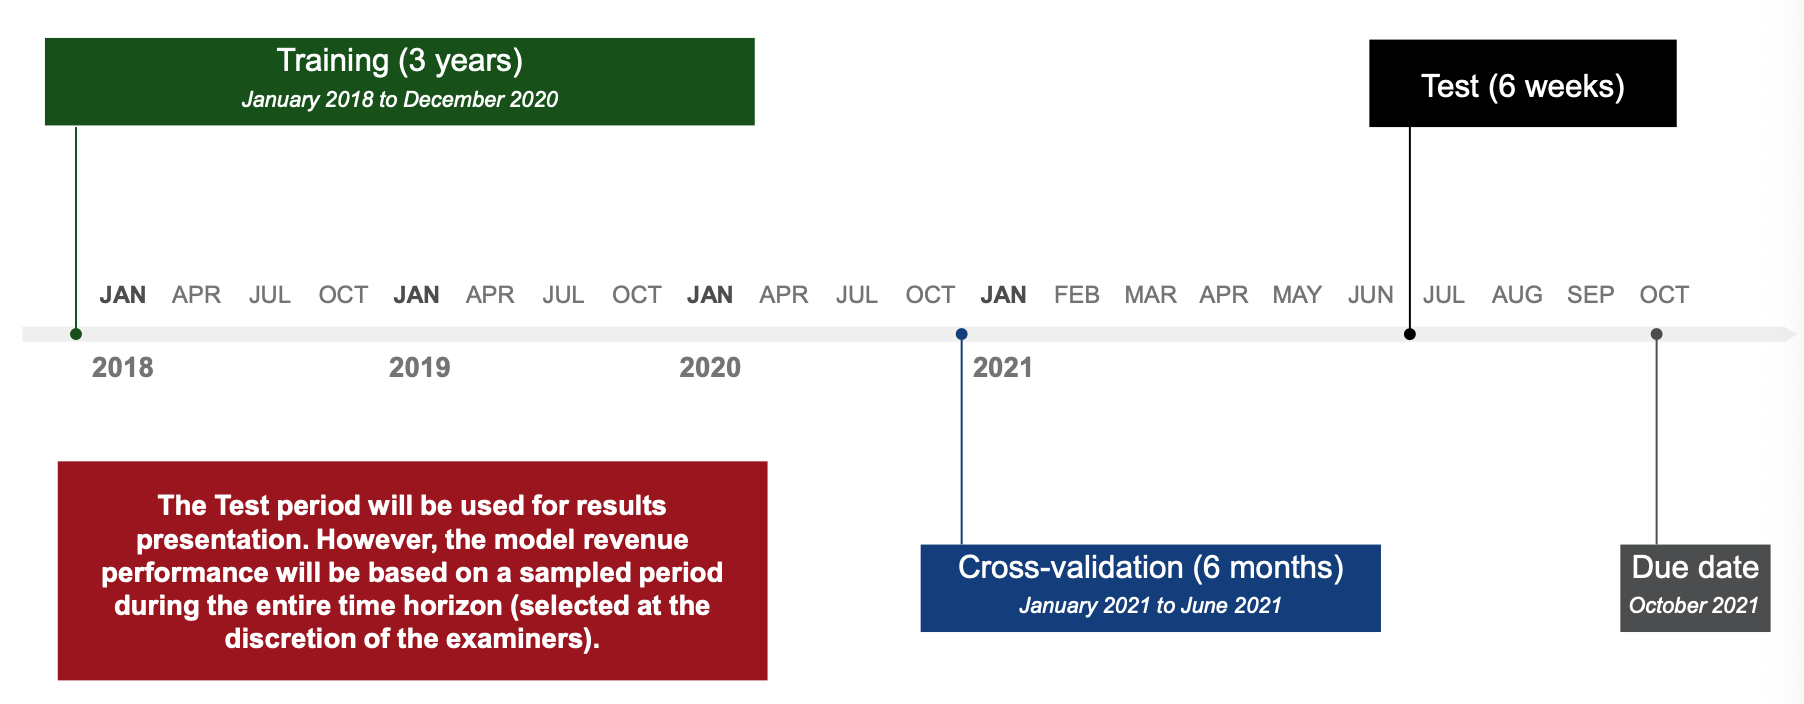 Training (3 years)
January 2018 to December 2020
Test (6 weeks)
JAN APR JUL OCT JAN APR JUL OCT JAN APR JUL OCT JAN FEB MAR APR MAY JUN JUL AUG SEP OCT
2018 2019 2020 2021
The Test period will be used for results
presentation. However, the model revenue
performance will be based on a sampled period
during the entire time horizon (selected at the
discretion of the examiners).
Cross-validation (6 months)
January 2021 to June 2021
Due date
October 2021